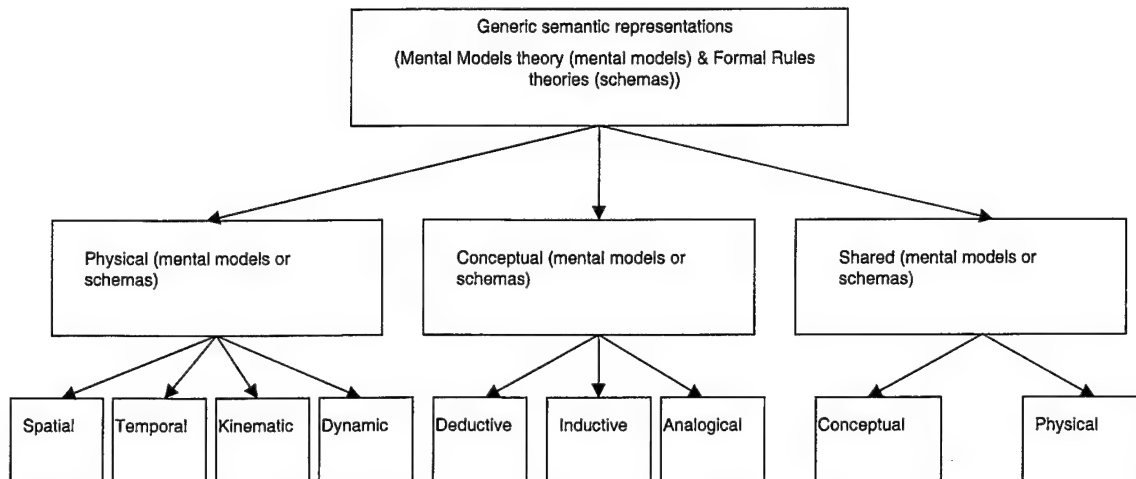 Generic semantic representations
(Mental Models theory (mental models) & Formal Rules
theories (schemas))
Physical (mental models or
schemas)
Conceptual (mental models or
schemas)
Shared (mental models or
schemas)
Spatial
Temporal
Kinematic
Dynamic
Deductive
Inductive
Analogical
Conceptual
Physical